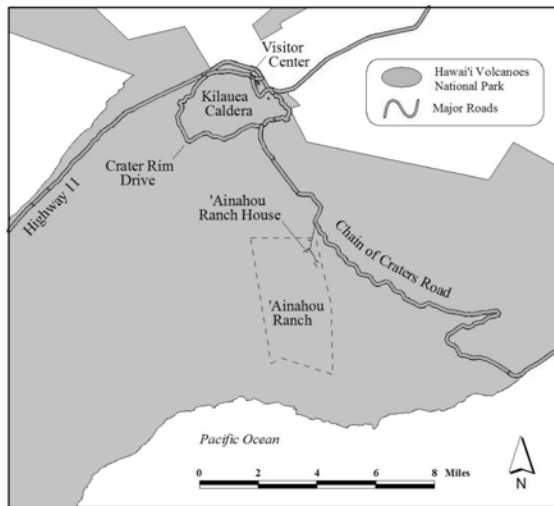 Visitor
Center
Hawai'i Volcanoes
National Park
Major Roads
Kilauea
Caldera
Crater Rim
Drive
Highway 11
'Ainahou
Ranch House
Chain of Craters Road
'Ainahou
Ranch
Pacific Ocean
0 2 4 6 8 Miles
N